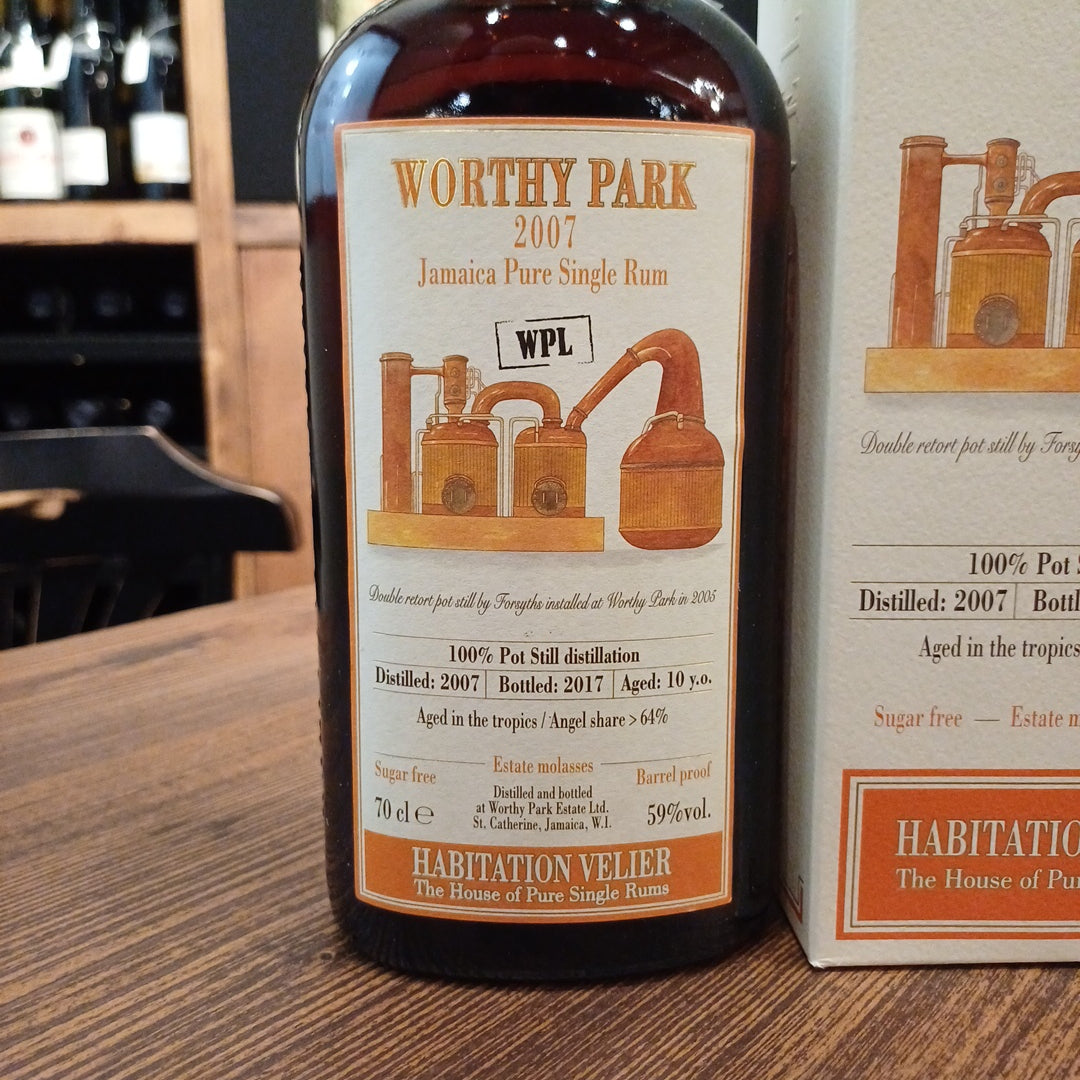 WORTHY PARK
2007
Jamaica Pure Single Rum
WPL
Double retort pot still by Forsyths installed at Worthy Park in 2005
100% Pot Still distillation
Distilled: 2007 Bottled: 2017 Aged: 10 y.o.
Aged in the tropics / Angel share > 64%
Sugar free Estate molasses Barrel proof
70 cl ℮ Distilled and bottled
at Worthy Park Estate Ltd.
St. Catherine, Jamaica, W.I. 59%vol.
HABITATION VELIER
The House of Pure Single Rums
Double retort pot still by
100% Pot
Distilled: 2007
Aged in the tropics
Sugar free — Estate
HABITATIO
The House of